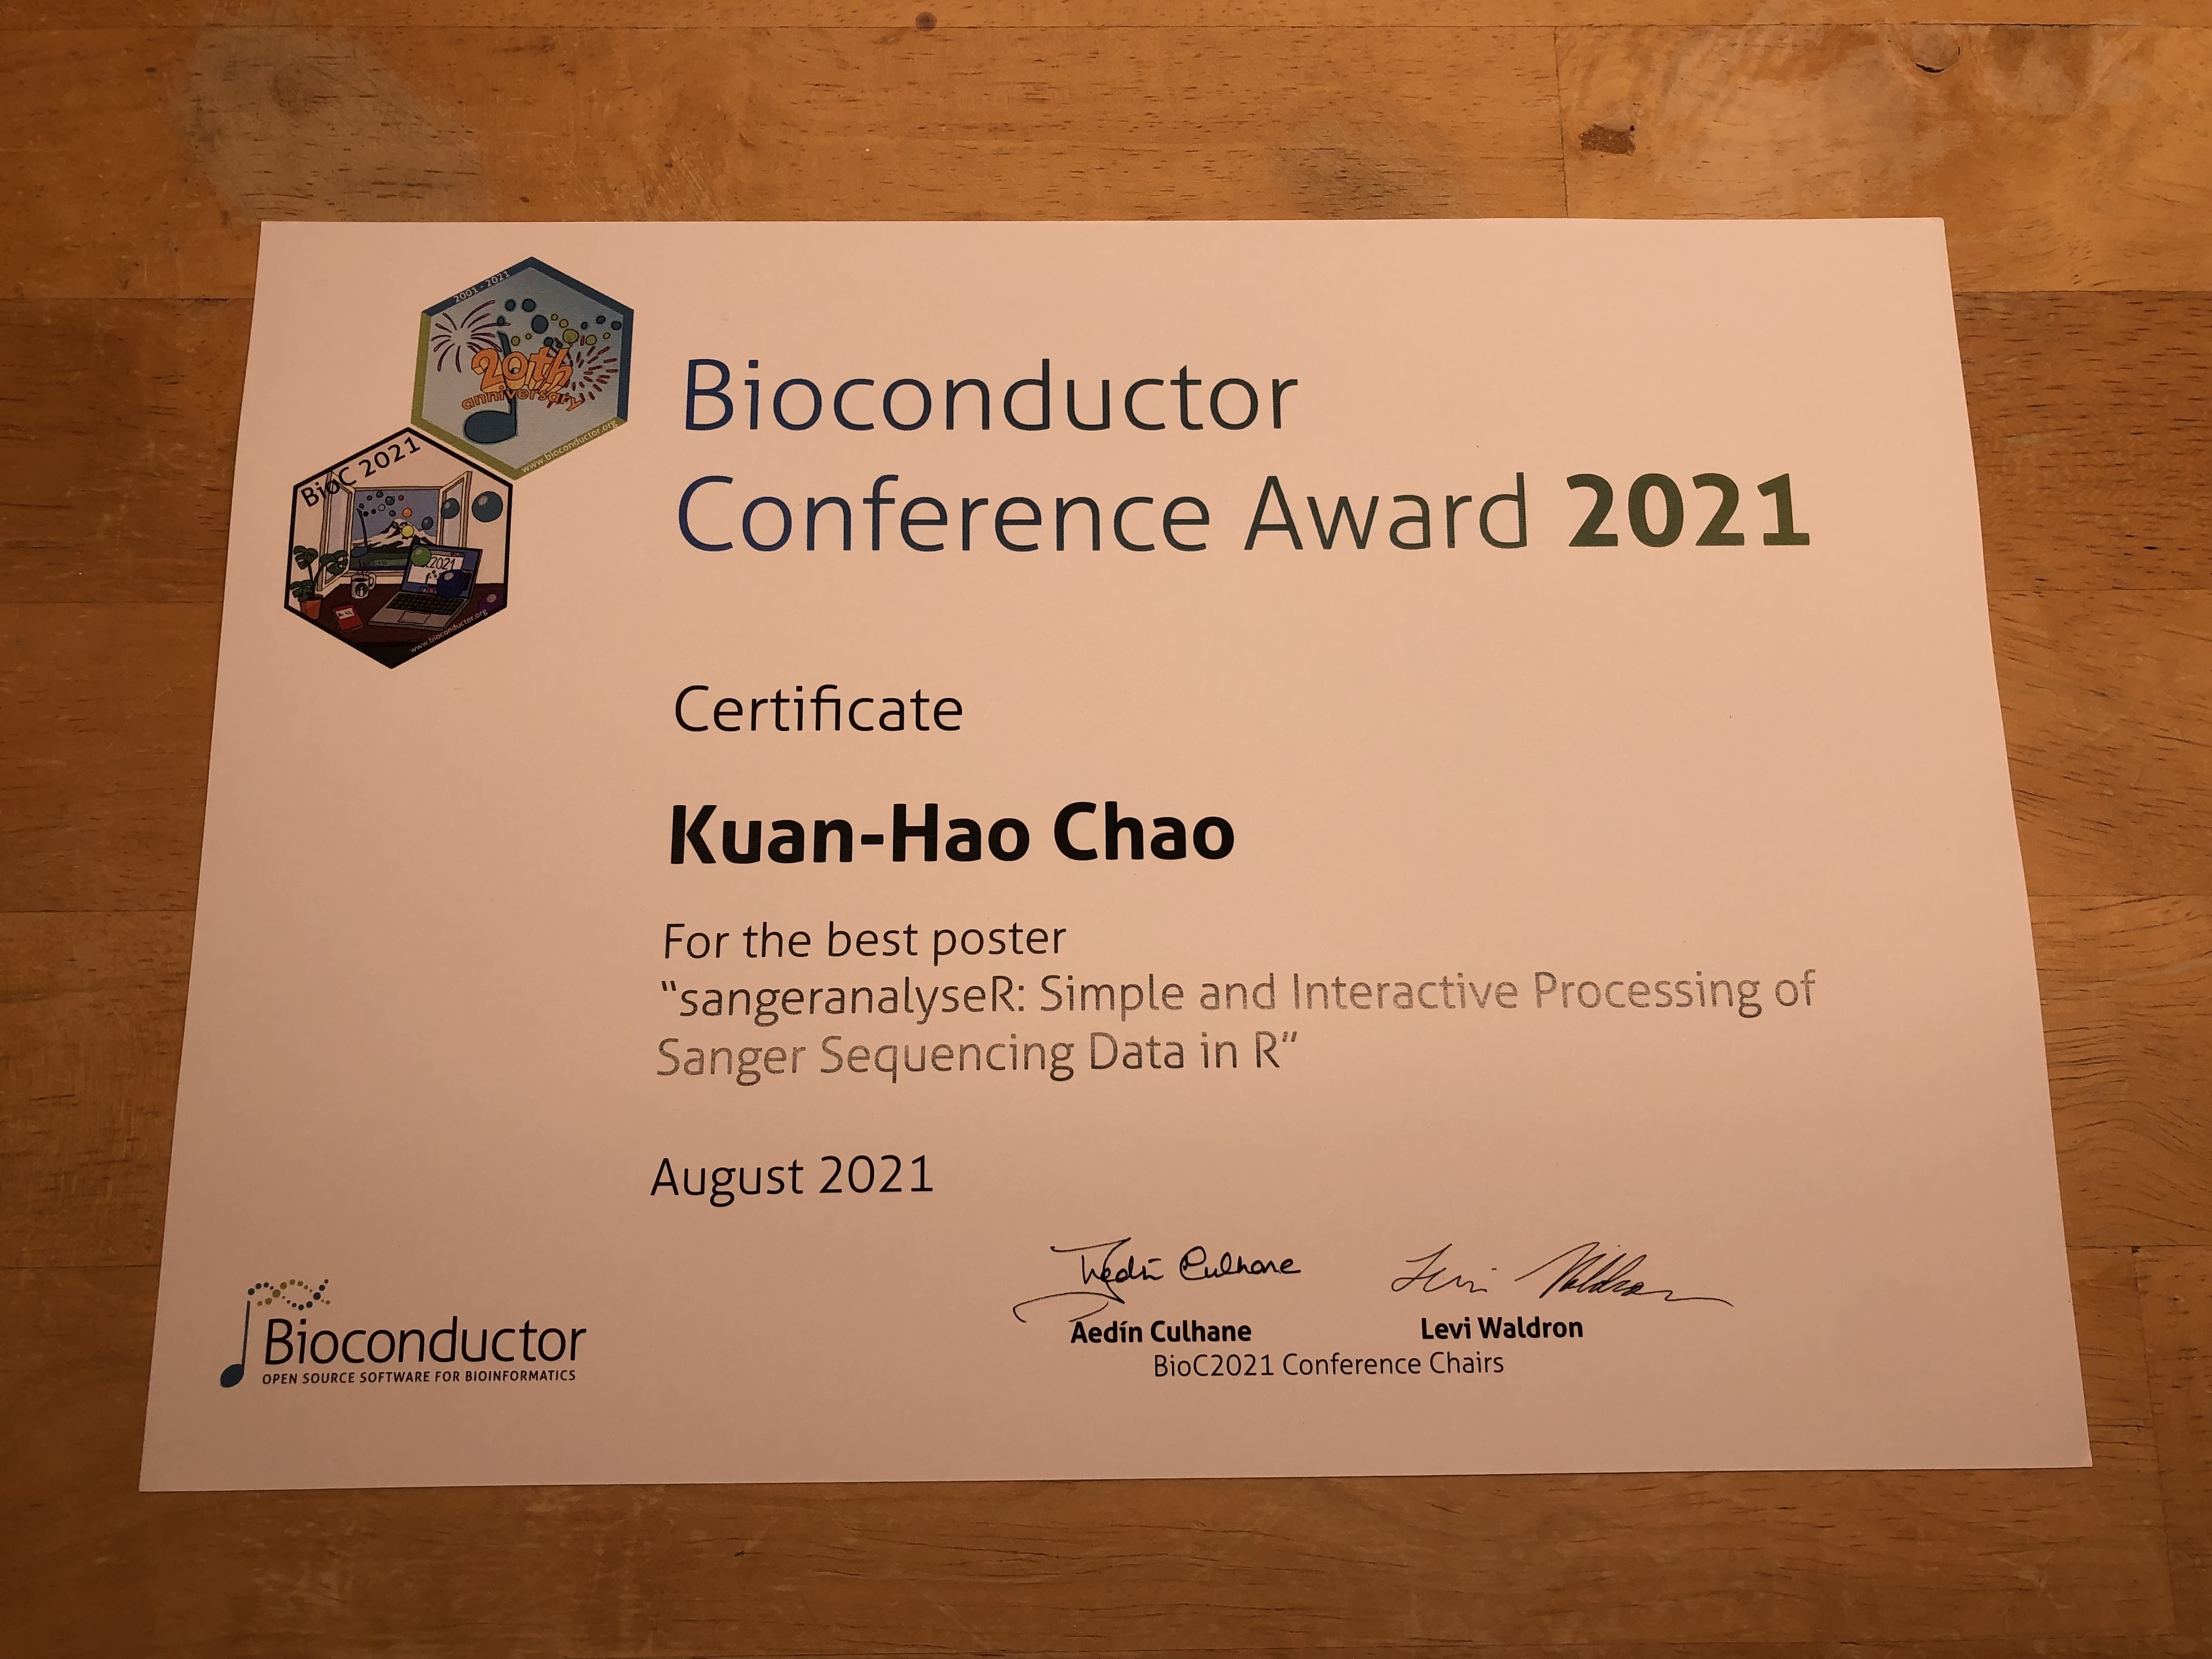 2001 - 2021
20th
anniversary
www.bioconductor.org
BioC 2021
2021
www.bioconductor.org
Bioconductor
Conference Award 2021
Certificate
Kuan-Hao Chao
For the best poster
“sangeranalyseR: Simple and Interactive Processing of
Sanger Sequencing Data in R”
August 2021
Aedín Culhane
Levi Waldron
Aedín Culhane
Levi Waldron
BioC2021 Conference Chairs
Bioconductor
OPEN SOURCE SOFTWARE FOR BIOINFORMATICS